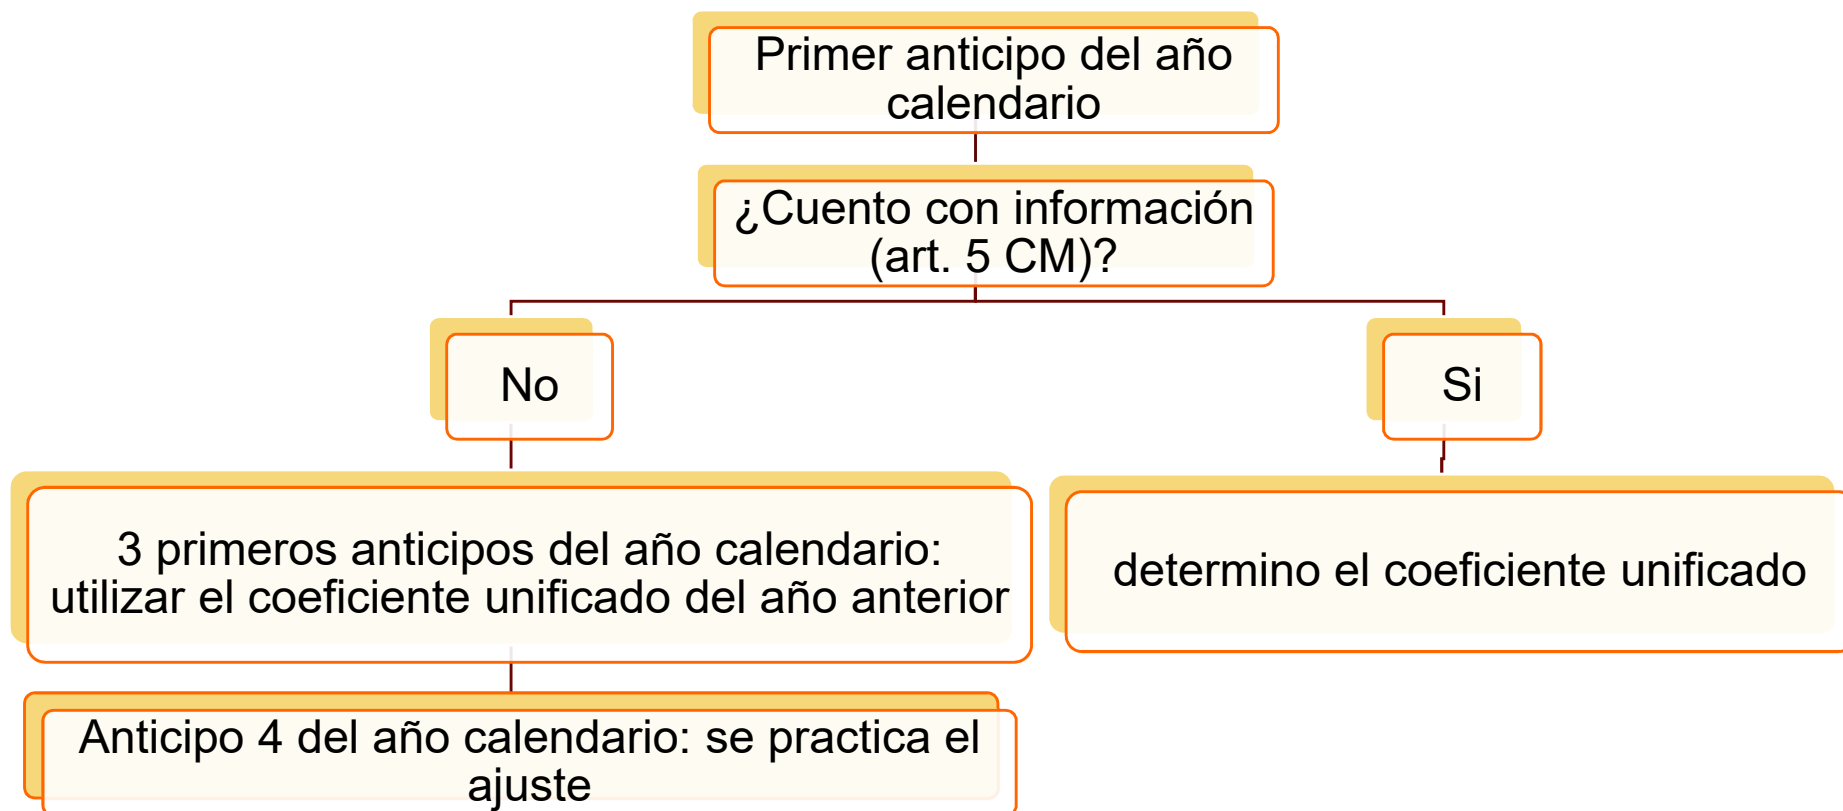 Primer anticipo del año
calendario
¿Cuento con información
(art. 5 CM)?
No
Si
3 primeros anticipos del año calendario:
utilizar el coeficiente unificado del año anterior
determino el coeficiente unificado
Anticipo 4 del año calendario: se practica el
ajuste